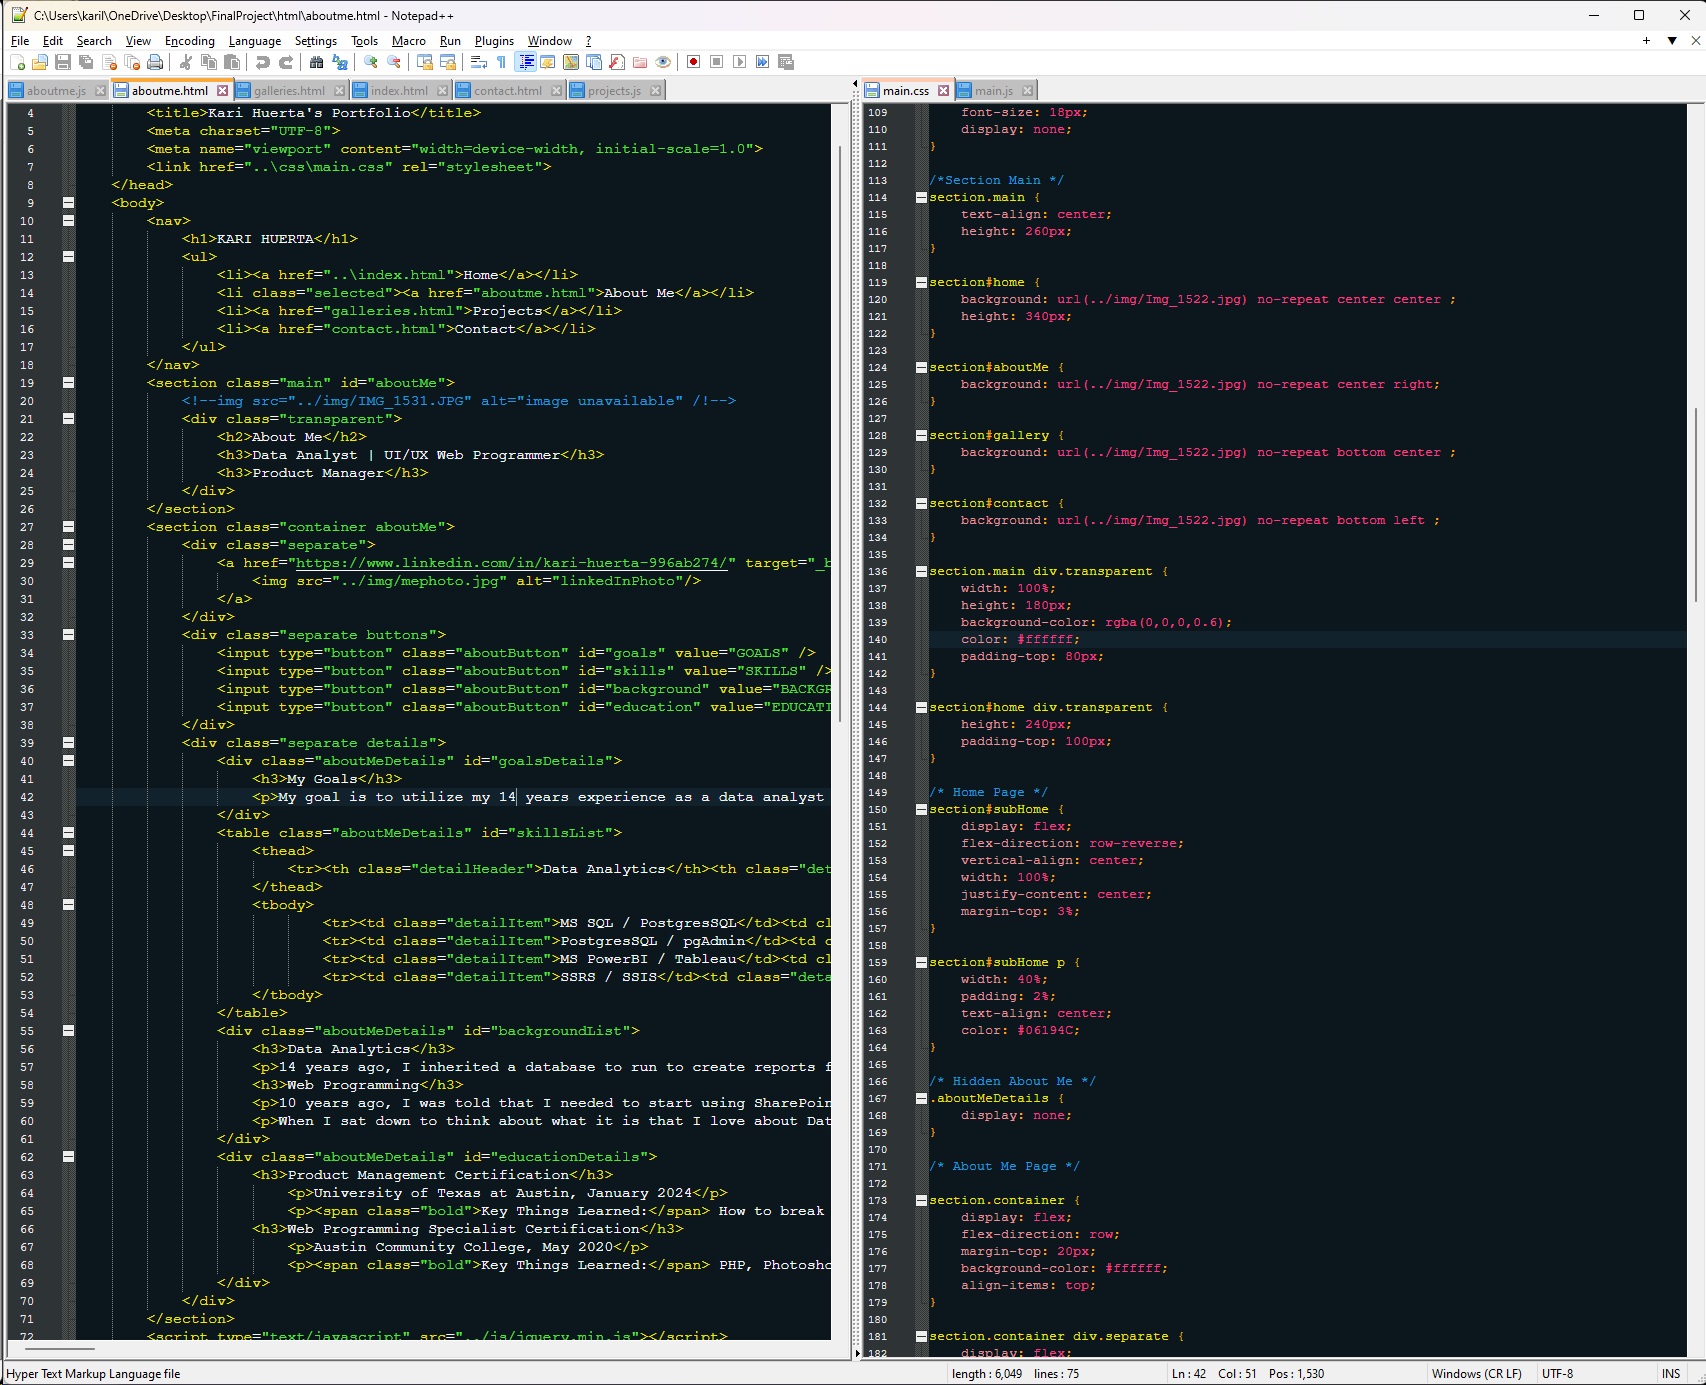 C:\Users\karil\OneDrive\Desktop\FinalProject\html\aboutme.html - Notepad++
File Edit Search View Encoding Language Settings Tools Macro Run Plugins Window ?
aboutme.js aboutme.html galleries.html index.html contact.html projects.js
4 <title>Kari Huerta's Portfolio</title>
5 <meta charset="UTF-8">
6 <meta name="viewport" content="width=device-width, initial-scale=1.0">
7 <link href="..\css\main.css" rel="stylesheet">
8 </head>
9 <body>
10 <nav>
11 <h1>KARI HUERTA</h1>
12 <ul>
13 <li><a href="..\index.html">Home</a></li>
14 <li class="selected"><a href="aboutme.html">About Me</a></li>
15 <li><a href="galleries.html">Projects</a></li>
16 <li><a href="contact.html">Contact</a></li>
17 </ul>
18 </nav>
19 <section class="main" id="aboutMe">
20 <!--img src="../img/IMG_1531.JPG" alt="image unavailable" /!-->
21 <div class="transparent">
22 <h2>About Me</h2>
23 <h3>Data Analyst | UI/UX Web Programmer</h3>
24 <h3>Product Manager</h3>
25 </div>
26 </section>
27 <section class="container aboutMe">
28 <div class="separate">
29 <a href="https://www.linkedin.com/in/kari-huerta-996ab274/" target="_b
30 <img src="../img/mephoto.jpg" alt="linkedInPhoto"/>
31 </a>
32 </div>
33 <div class="separate buttons">
34 <input type="button" class="aboutButton" id="goals" value="GOALS" />
35 <input type="button" class="aboutButton" id="skills" value="SKILLS" />
36 <input type="button" class="aboutButton" id="background" value="BACKGR
37 <input type="button" class="aboutButton" id="education" value="EDUCATI
38 </div>
39 <div class="separate details">
40 <div class="aboutMeDetails" id="goalsDetails">
41 <h3>My Goals</h3>
42 <p>My goal is to utilize my 14 years experience as a data analyst
43 </div>
44 <table class="aboutMeDetails" id="skillsList">
45 <thead>
46 <tr><th class="detailHeader">Data Analytics</th><th class="det
47 </thead>
48 <tbody>
49 <tr><td class="detailItem">MS SQL / PostgresSQL</td><td cl
50 <tr><td class="detailItem">PostgresSQL / pgAdmin</td><td c
51 <tr><td class="detailItem">MS PowerBI / Tableau</td><td cl
52 <tr><td class="detailItem">SSRS / SSIS</td><td class="deta
53 </tbody>
54 </table>
55 <div class="aboutMeDetails" id="backgroundList">
56 <h3>Data Analytics</h3>
57 <p>14 years ago, I inherited a database to run to create reports f
58 <h3>Web Programming</h3>
59 <p>10 years ago, I was told that I needed to start using SharePoin
60 <p>When I sat down to think about what it is that I love about Dat
61 </div>
62 <div class="aboutMeDetails" id="educationDetails">
63 <h3>Product Management Certification</h3>
64 <p>University of Texas at Austin, January 2024</p>
65 <p><span class="bold">Key Things Learned:</span> How to break
66 <h3>Web Programming Specialist Certification</h3>
67 <p>Austin Community College, May 2020</p>
68 <p><span class="bold">Key Things Learned:</span> PHP, Photosho
69 </div>
70 </div>
71 </section>
72 <script type="text/javascript" src="../js/jquery.min.js"></script>
main.css main.js
109 font-size: 18px;
110 display: none;
111 }
112
113 /*Section Main */
114 section.main {
115 text-align: center;
116 height: 260px;
117 }
118
119 section#home {
120 background: url(../img/Img_1522.jpg) no-repeat center center ;
121 height: 340px;
122 }
123
124 section#aboutMe {
125 background: url(../img/Img_1522.jpg) no-repeat center right;
126 }
127
128 section#gallery {
129 background: url(../img/Img_1522.jpg) no-repeat bottom center ;
130 }
131
132 section#contact {
133 background: url(../img/Img_1522.jpg) no-repeat bottom left ;
134 }
135
136 section.main div.transparent {
137 width: 100%;
138 height: 180px;
139 background-color: rgba(0,0,0,0.6);
140 color: #ffffff;
141 padding-top: 80px;
142 }
143
144 section#home div.transparent {
145 height: 240px;
146 padding-top: 100px;
147 }
148
149 /* Home Page */
150 section#subHome {
151 display: flex;
152 flex-direction: row-reverse;
153 vertical-align: center;
154 width: 100%;
155 justify-content: center;
156 margin-top: 3%;
157 }
158
159 section#subHome p {
160 width: 40%;
161 padding: 2%;
162 text-align: center;
163 color: #06194C;
164 }
165
166 /* Hidden About Me */
167 .aboutMeDetails {
168 display: none;
169 }
170
171 /* About Me Page */
172
173 section.container {
174 display: flex;
175 flex-direction: row;
176 margin-top: 20px;
177 background-color: #ffffff;
178 align-items: top;
179 }
180
181 section.container div.separate {
182 display: flex;
Hyper Text Markup Language file length : 6,049 lines : 75 Ln : 42 Col : 51 Pos : 1,530 Windows (CR LF) UTF-8 INS